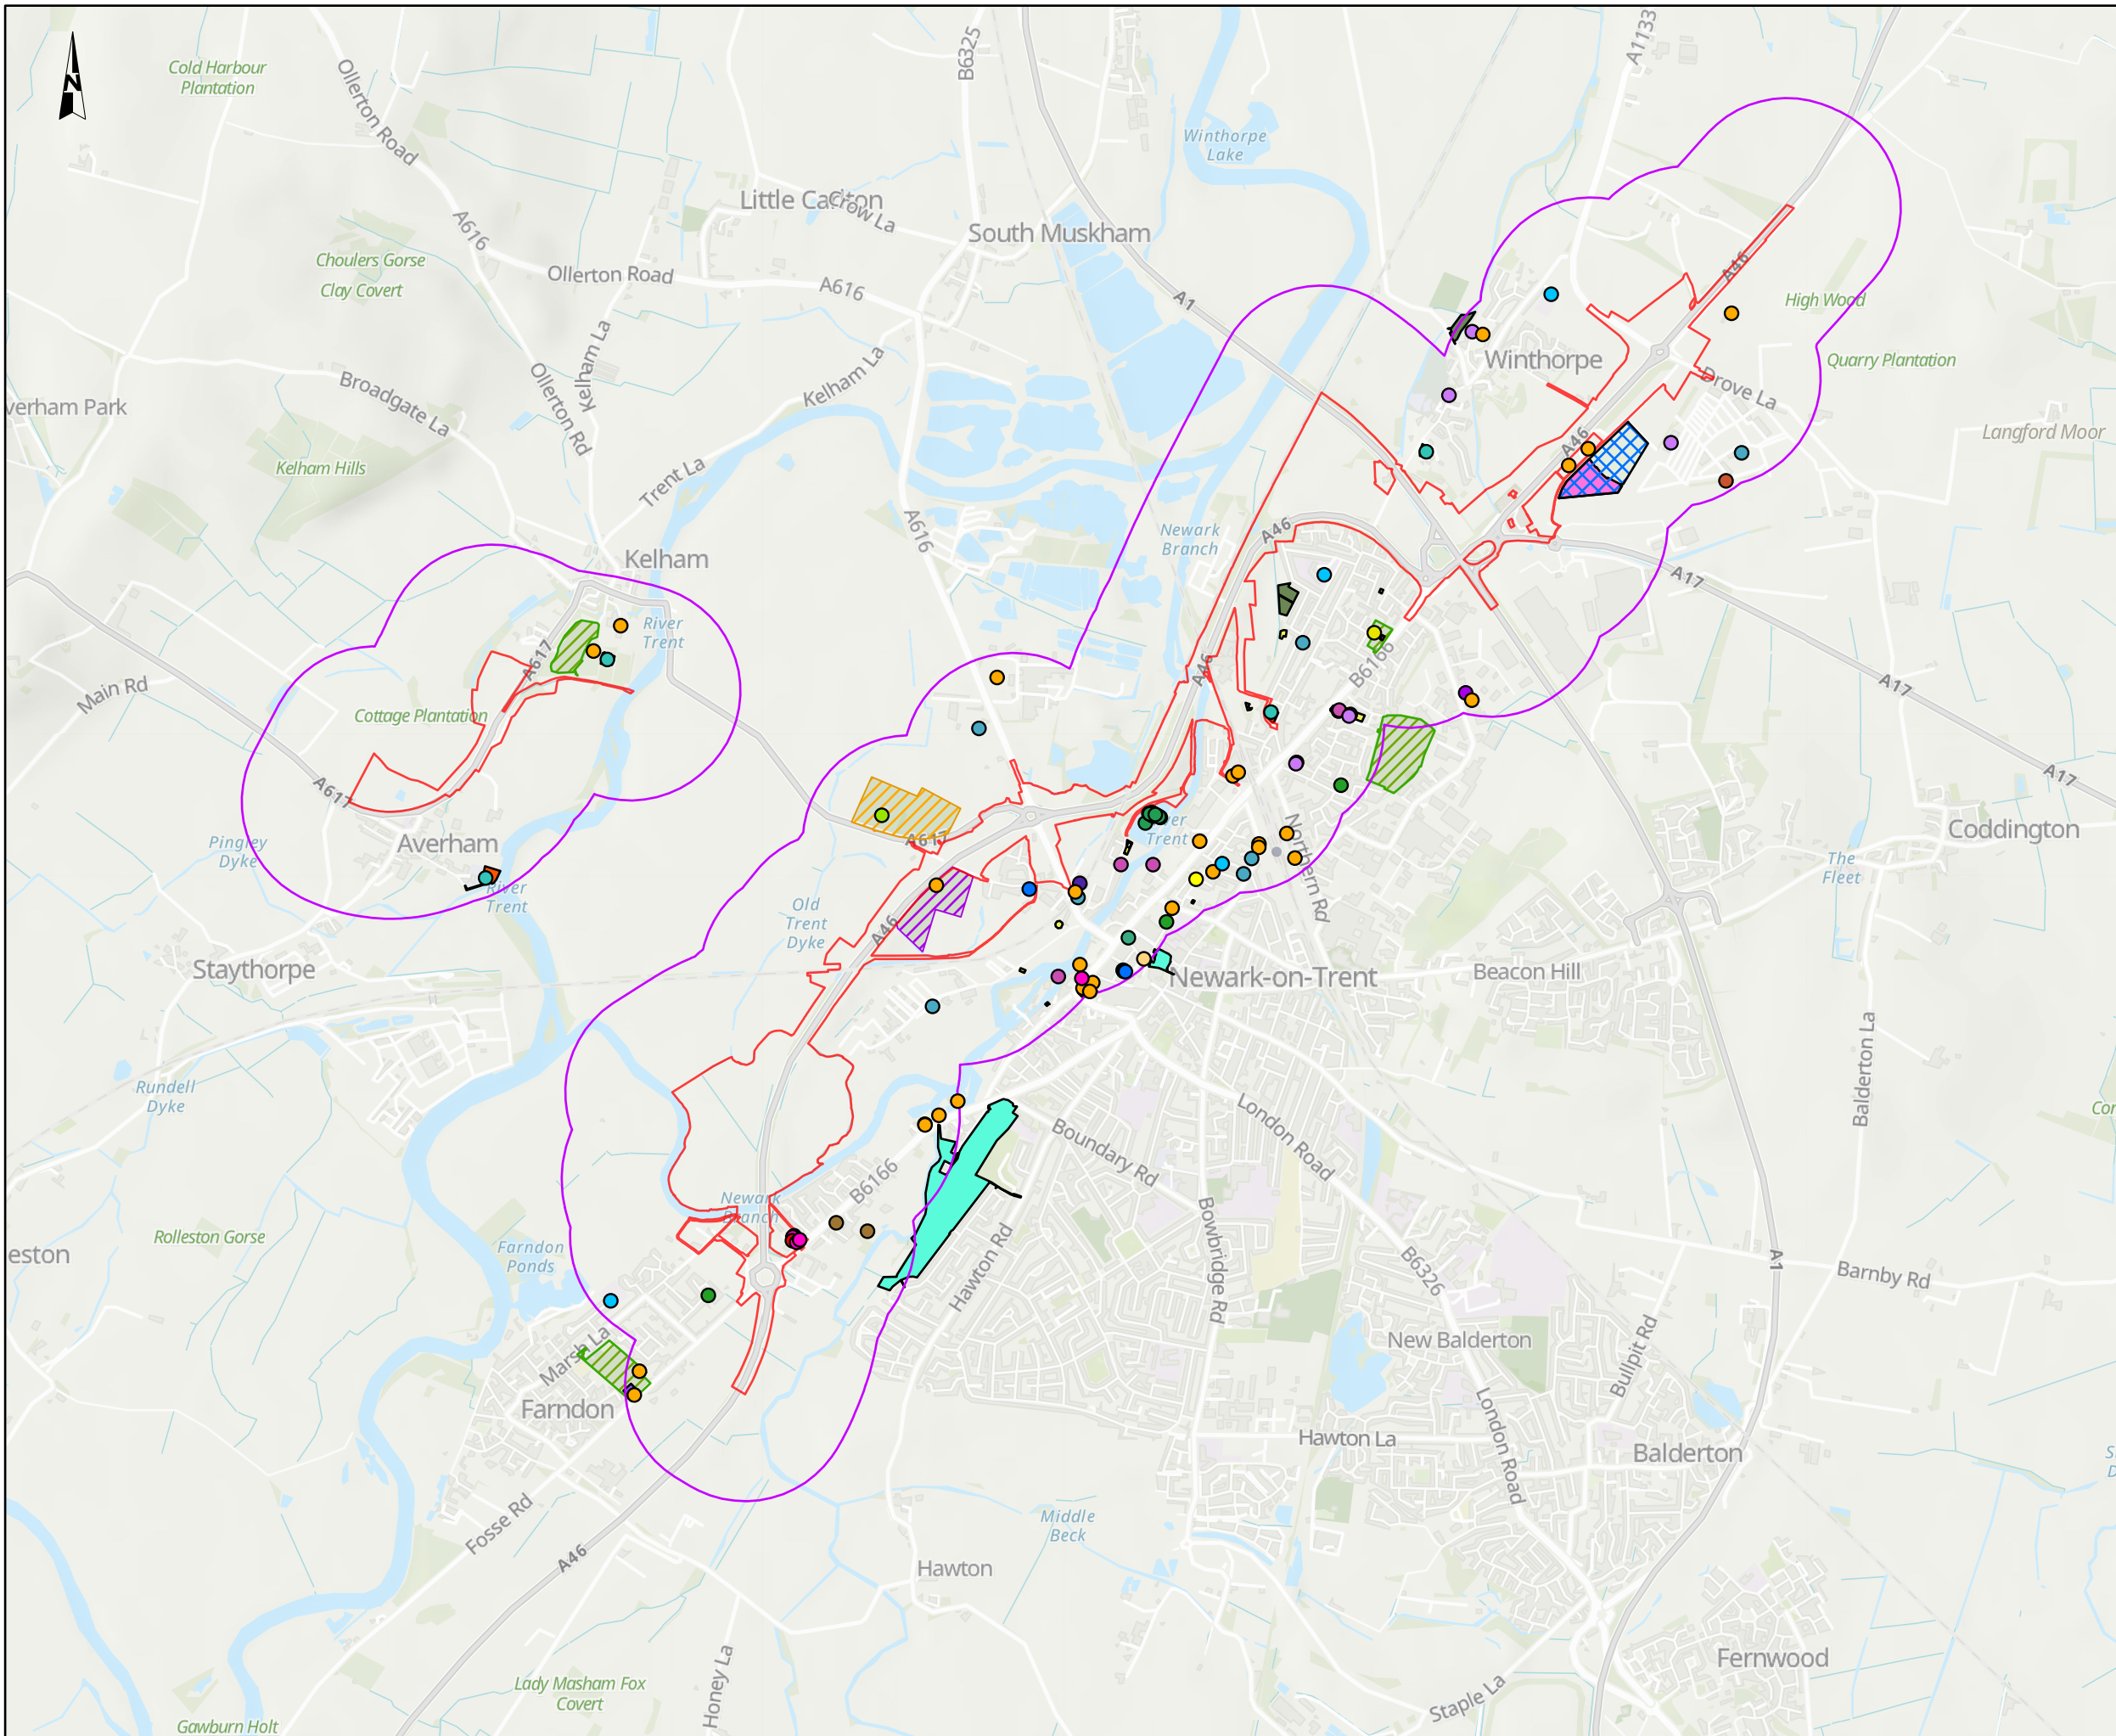 N
Cold Harbour
Plantation
Ollerton Road
B6325
A1133
Winthorpe
Lake
Little Carlton
Crow La
A616
South Muskham
Choulers Gorse
Clay Covert
Ollerton Road
A616
A1
A46
High Wood
Kelham La
Ollerton Rd
Kelham La
Winthorpe
Quarry Plantation
Broadgate La
Drove La
verham Park
Kelham Hills
Trent La
A46
Langford Moor
A616
Newark
Branch
A46
Kelham
A17
River
Trent
A617
A46
B6166
Main Rd
Cottage Plantation
A17
A617
A17
Averham
Pingley
Dyke
A617
Trent
Northern Rd
Coddington
The
Fleet
River
Trent
Old
Trent
Dyke
A46
Staythorpe
Newark-on-Trent
Beacon Hill
Rundell
Dyke
Balderton La
London Road
Boundary Rd
B6166
Newark
Branch
Rolleston Gorse
eston
Farndon
Ponds
Hawton Rd
Bowbridge Rd
B6326
A1
Barnby Rd
Marsh La
New Balderton
Bullpit Rd
Farndon
London Road
Hawton La
Balderton
Fosse Rd
A46
Middle
Beck
Hawton
Honey La
Lady Masham Fox
Covert
Gawburn Holt
Staple La
Fernwood